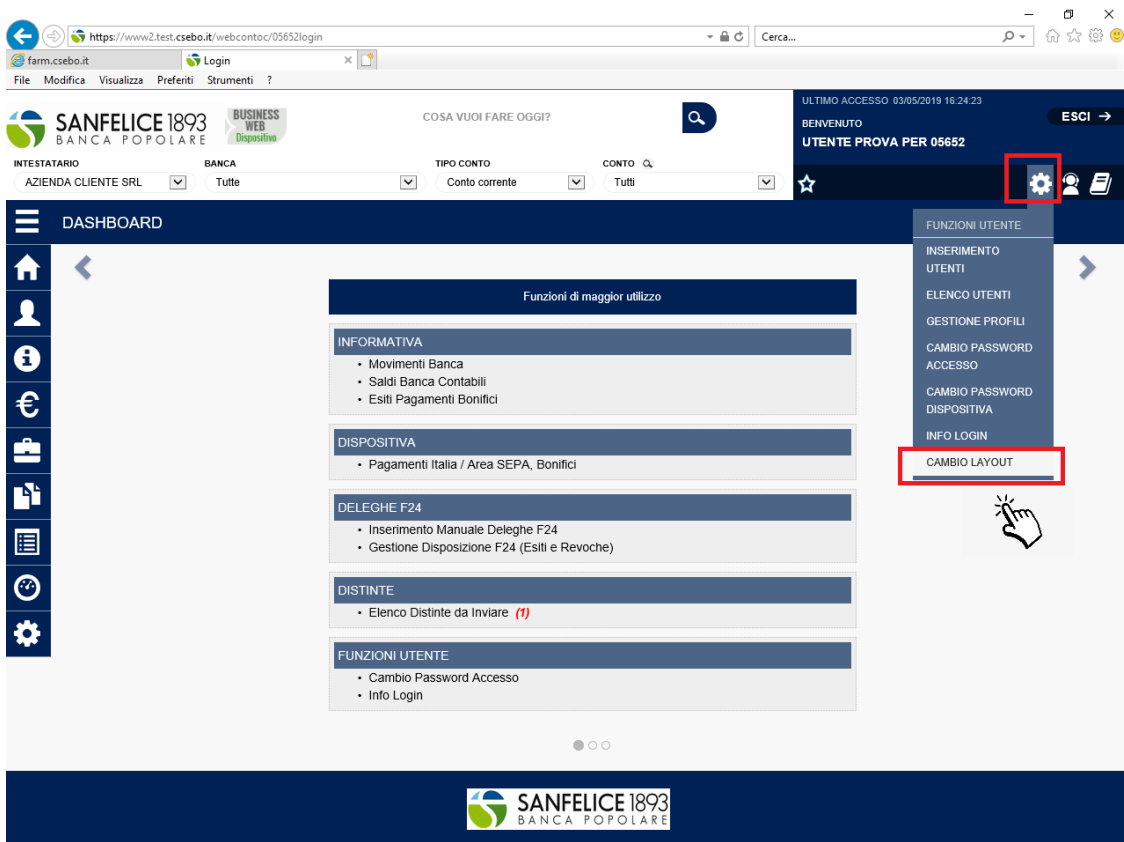 https://www2.test.csebo.it/webcontoc/05652login
Cerca...
farm.csebo.it
Login
File Modifica Visualizza Preferiti Strumenti ?
SANFELICE 1893
BANCA POPOLARE
BUSINESS
WEB
Dispositivo
COSA VUOI FARE OGGI?
ULTIMO ACCESSO 03/05/2019 16:24:23
BENVENUTO
UTENTE PROVA PER 05652
ESCI →
INTESTATARIO BANCA TIPO CONTO CONTO
AZIENDA CLIENTE SRL Tutte Conto corrente Tutti
DASHBOARD
FUNZIONI UTENTE
INSERIMENTO
UTENTI
ELENCO UTENTI
GESTIONE PROFILI
CAMBIO PASSWORD
ACCESSO
CAMBIO PASSWORD
DISPOSITIVA
INFO LOGIN
CAMBIO LAYOUT
Funzioni di maggior utilizzo
INFORMATIVA
• Movimenti Banca
• Saldi Banca Contabili
• Esiti Pagamenti Bonifici
DISPOSITIVA
• Pagamenti Italia / Area SEPA, Bonifici
DELEGHE F24
• Inserimento Manuale Deleghe F24
• Gestione Disposizione F24 (Esiti e Revoche)
DISTINTE
• Elenco Distinte da Inviare (1)
FUNZIONI UTENTE
• Cambio Password Accesso
• Info Login
SANFELICE 1893
BANCA POPOLARE